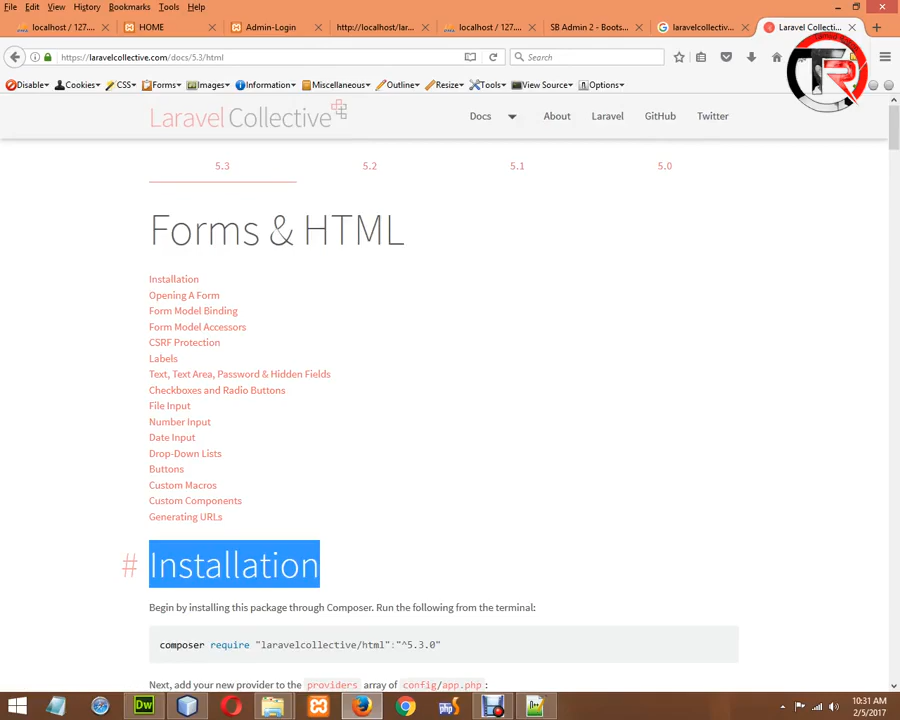 File Edit View History Bookmarks Tools Help
localhost / 127.... HOME Admin-Login http://localhost/lar... localhost / 127.... SB Admin 2 - Boots... laravelcollectiv... Laravel Collecti...
https://laravelcollective.com/docs/5.3/html Search
Disable Cookies CSS Forms Images Information Miscellaneous Outline Resize Tools View Source Options
Laravel Collective Docs About Laravel GitHub Twitter
5.3 5.2 5.1 5.0
Forms & HTML
Installation
Opening A Form
Form Model Binding
Form Model Accessors
CSRF Protection
Labels
Text, Text Area, Password & Hidden Fields
Checkboxes and Radio Buttons
File Input
Number Input
Date Input
Drop-Down Lists
Buttons
Custom Macros
Custom Components
Generating URLs
# Installation
Begin by installing this package through Composer. Run the following from the terminal:
composer require "laravelcollective/html":"^5.3.0"
Next, add your new provider to the providers array of config/app.php :
Dw php
10:31 AM
2/5/2017